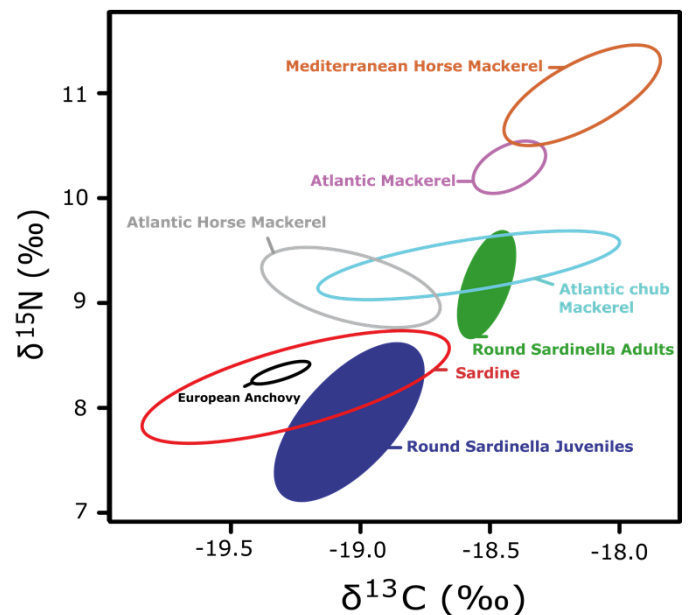 Mediterranean Horse Mackerel
11
Atlantic Mackerel
10
Atlantic Horse Mackerel
δ¹⁵N (‰)
9
Atlantic chub
Mackerel
Round Sardinella Adults
Sardine
European Anchovy
8
Round Sardinella Juveniles
7
-19.5
-19.0
-18.5
-18.0
δ¹³C (‰)